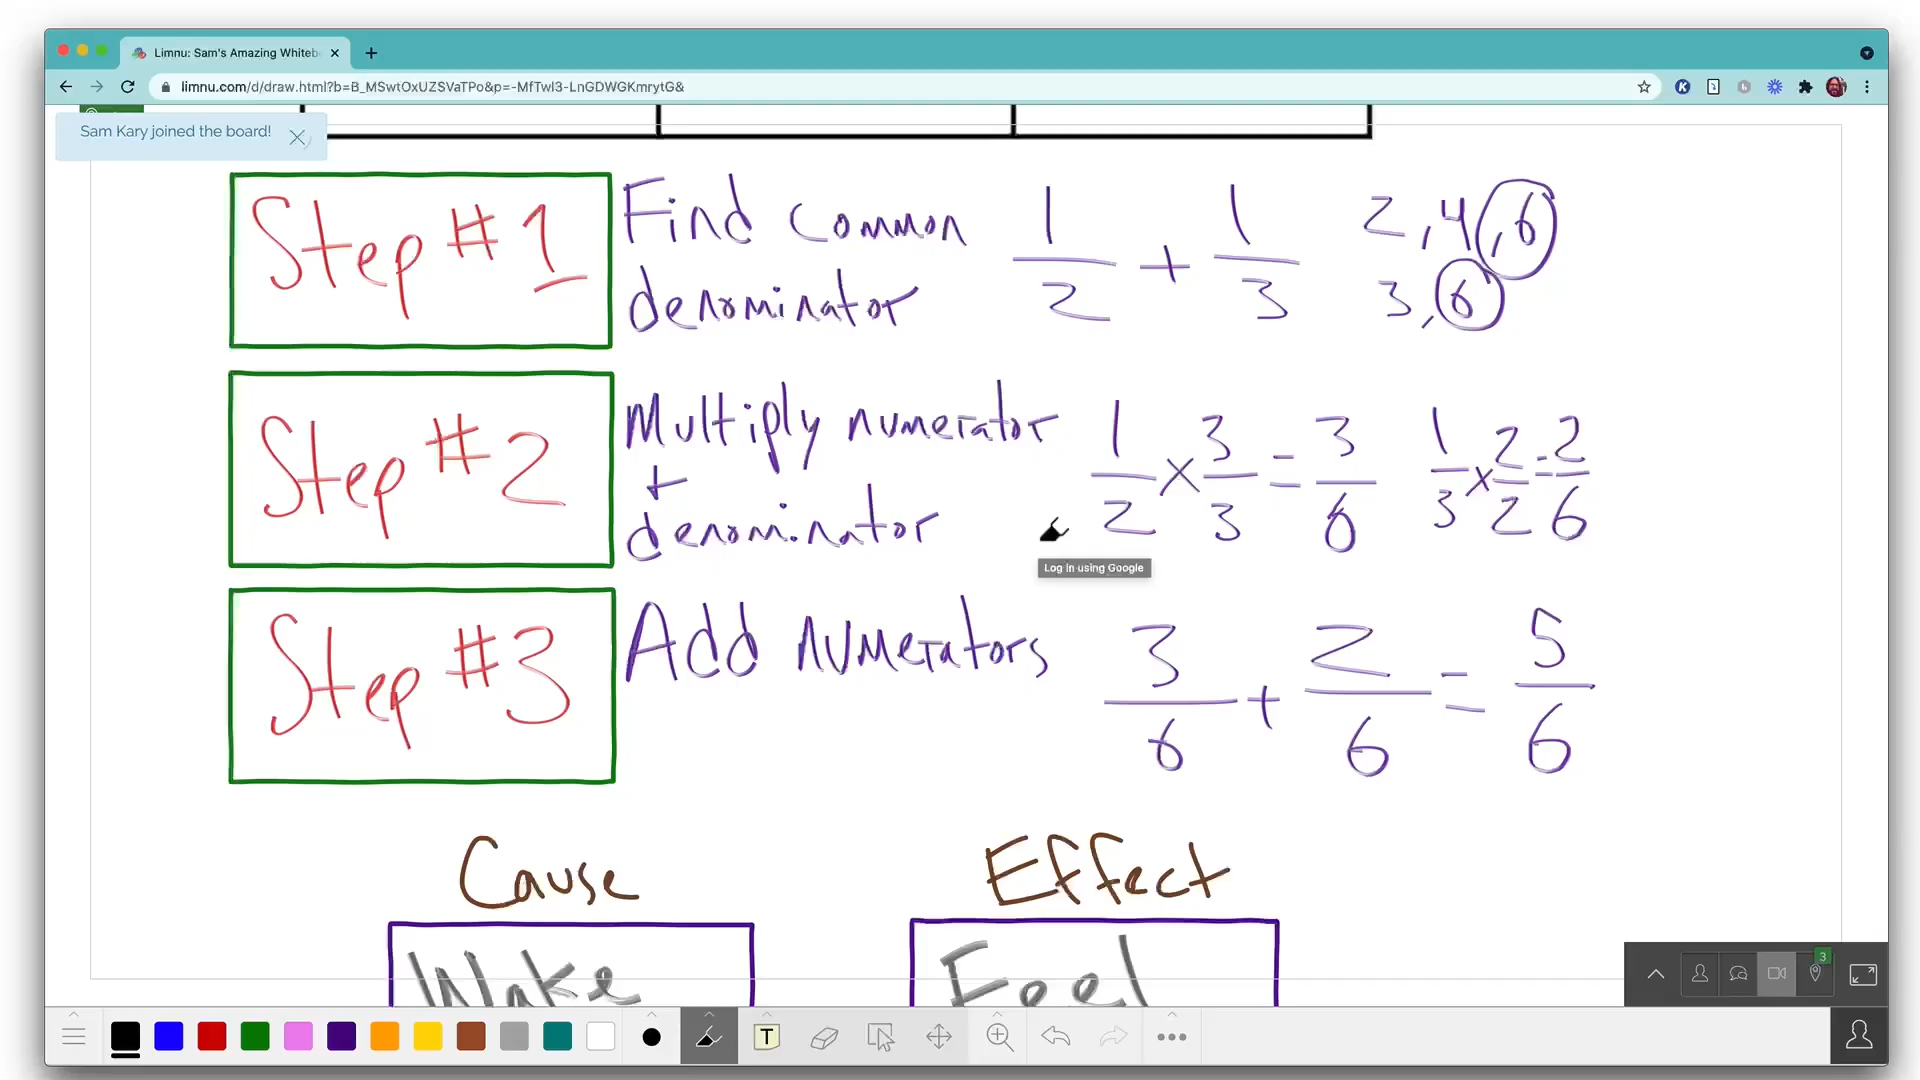 Limnu: Sam's Amazing Whiteb
limnu.com/d/draw.html?b=B_MSwtOxUZSVaTPo&p=-MfTwl3-LnGDWGKmrytG&
Sam Kary joined the board!
Step #1
Find common
denominator
1/2 + 1/3
2, 4, 6
3, 6
Step #2
Multiply numerator
+
denominator
1/2 x 3/3 = 3/6
1/3 x 2/2 = 2/6
Log in using Google
Step #3
Add numerators
3/6 + 2/6 = 5/6
Cause
Effect
Wake
Feel
3
T